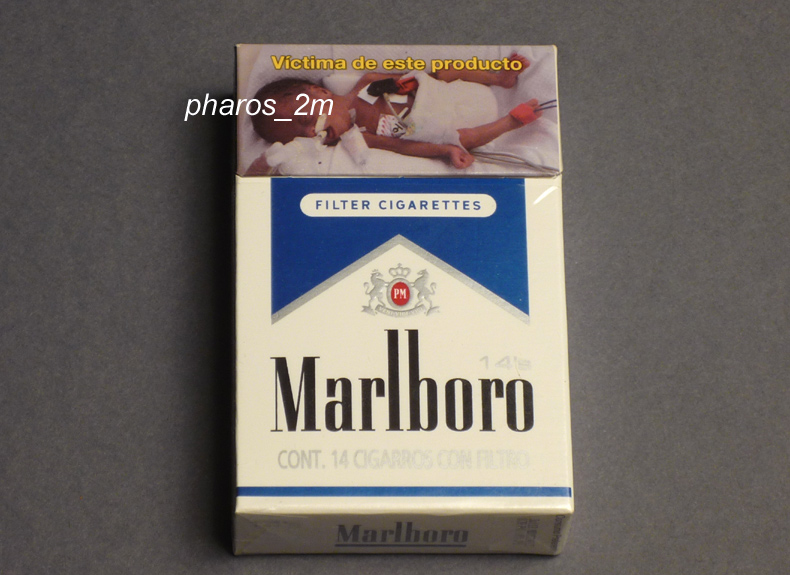 Víctima de este producto
pharos_2m
FILTER CIGARETTES
PM
14's
Marlboro
CONT. 14 CIGARROS CON FILTRO
Marlboro